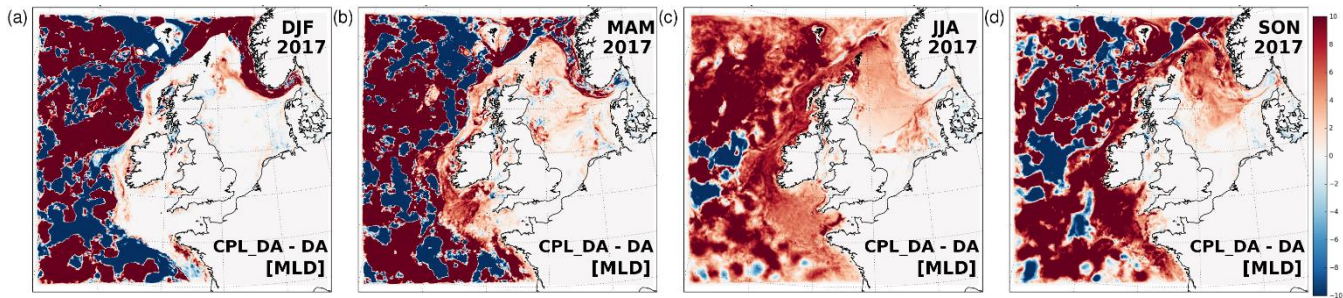 (a)
DJF
2017
CPL_DA - DA
[MLD]
(b)
MAM
2017
CPL_DA - DA
[MLD]
(c)
JJA
2017
CPL_DA - DA
[MLD]
(d)
SON
2017
CPL_DA - DA
[MLD]
10
8
6
4
2
0
−2
−4
−6
−8
−10